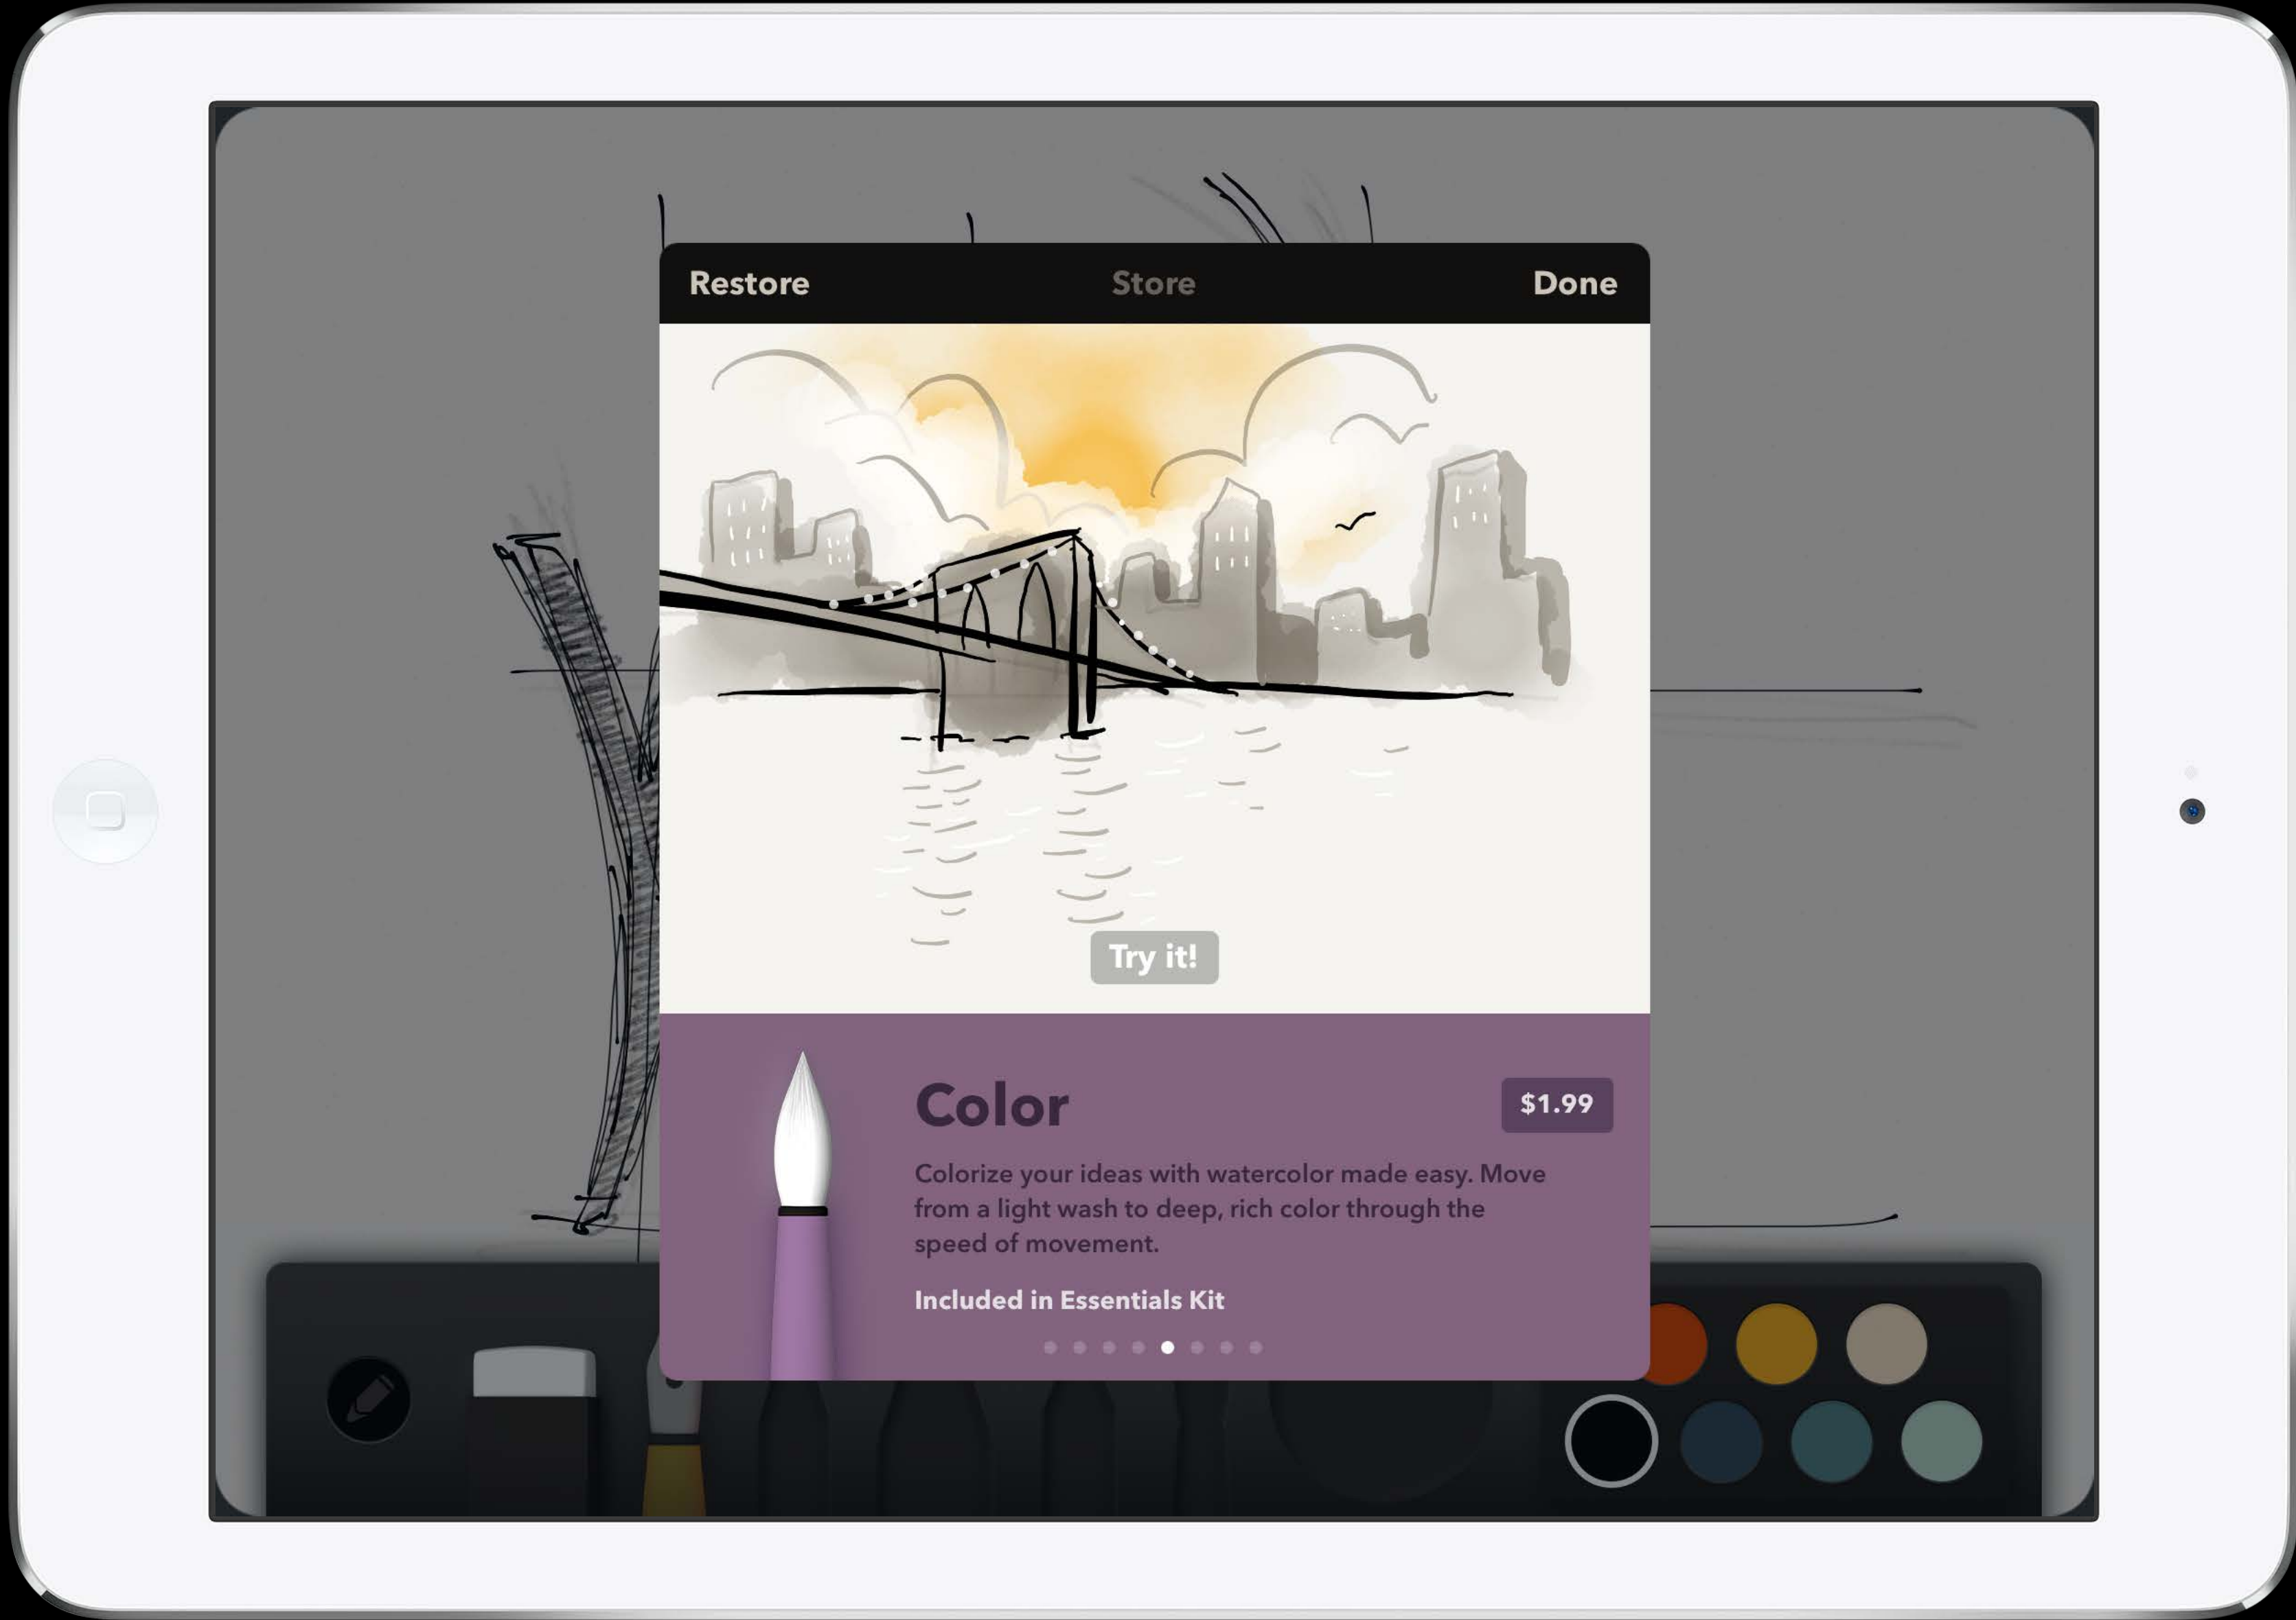 Restore
Store
Done
Try it!
Color
$1.99
Colorize your ideas with watercolor made easy. Move
from a light wash to deep, rich color through the
speed of movement.
Included in Essentials Kit